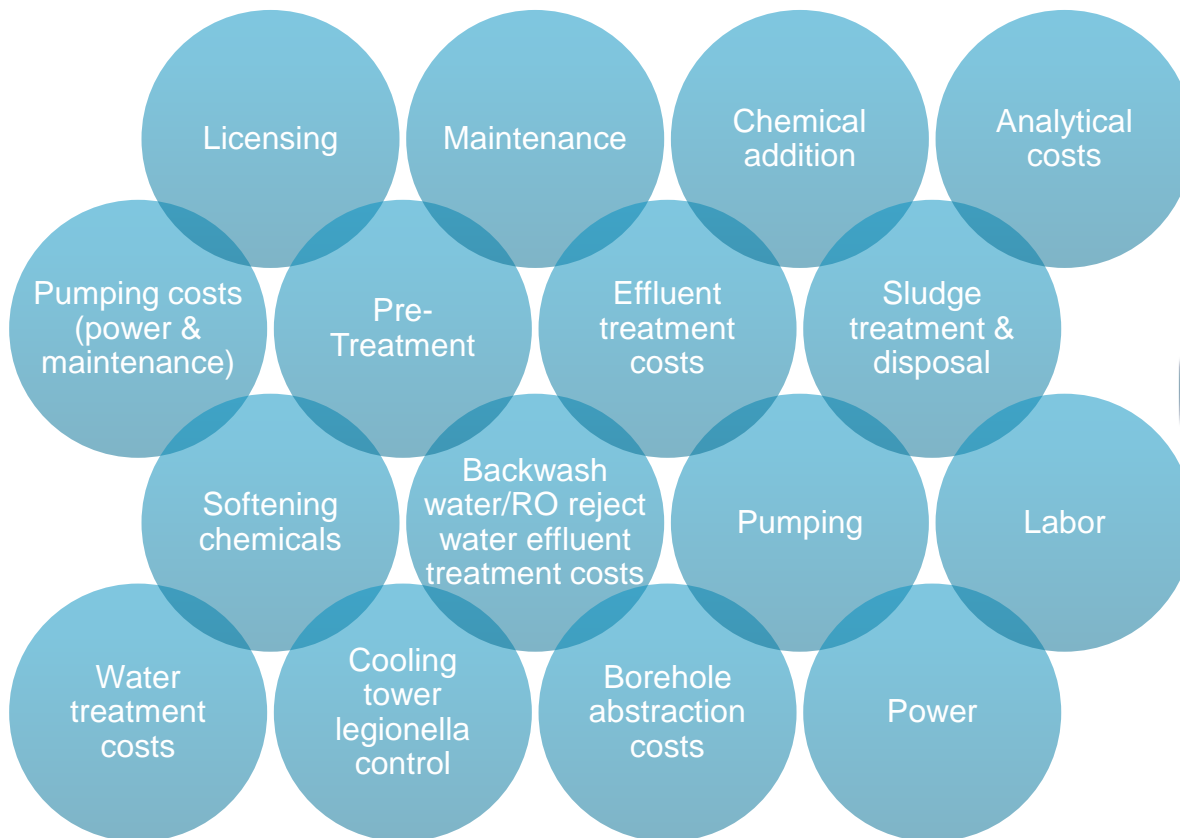 Licensing
Maintenance
Chemical
addition
Analytical
costs
Pumping costs
(power &
maintenance)
Pre-
Treatment
Effluent
treatment
costs
Sludge
treatment &
disposal
Softening
chemicals
Backwash
water/RO reject
water effluent
treatment costs
Pumping
Labor
Water
treatment
costs
Cooling
tower
legionella
control
Borehole
abstraction
costs
Power